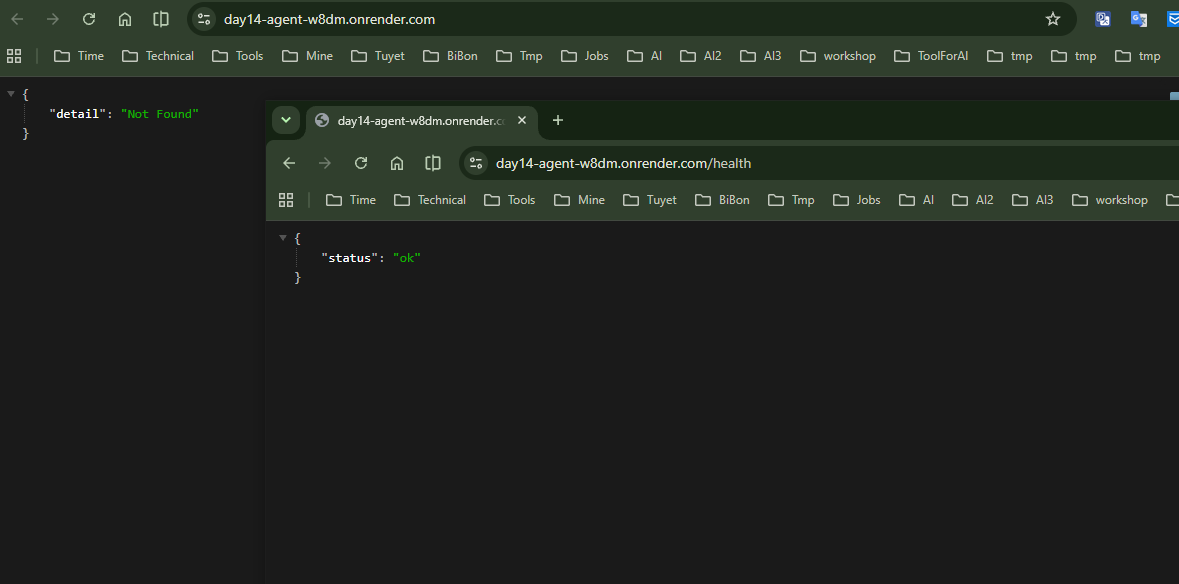 day14-agent-w8dm.onrender.com
Time Technical Tools Mine Tuyet BiBon Tmp Jobs AI AI2 AI3 workshop ToolForAI tmp tmp tmp
{
"detail": "Not Found"
}
day14-agent-w8dm.onrender.c
day14-agent-w8dm.onrender.com/health
Time Technical Tools Mine Tuyet BiBon Tmp Jobs AI AI2 AI3 workshop
{
"status": "ok"
}